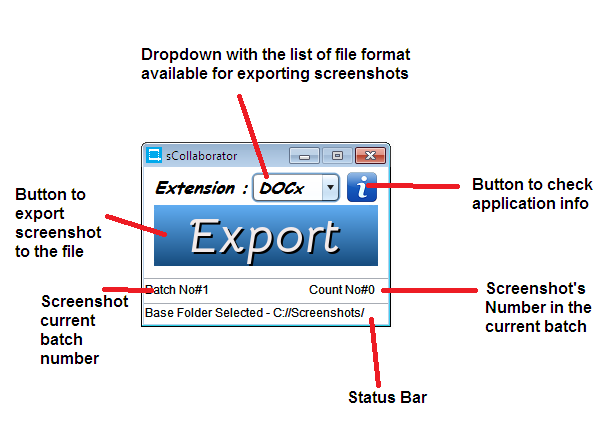 Dropdown with the list of file format
available for exporting screenshots
sCollaborator
Extension : DOCx
i
Button to check
application info
Button to
export
screenshot
to the file
Export
Batch No#1
Count No#0
Screenshot
current
batch
number
Screenshot's
Number in the
current batch
Base Folder Selected - C://Screenshots/
Status Bar